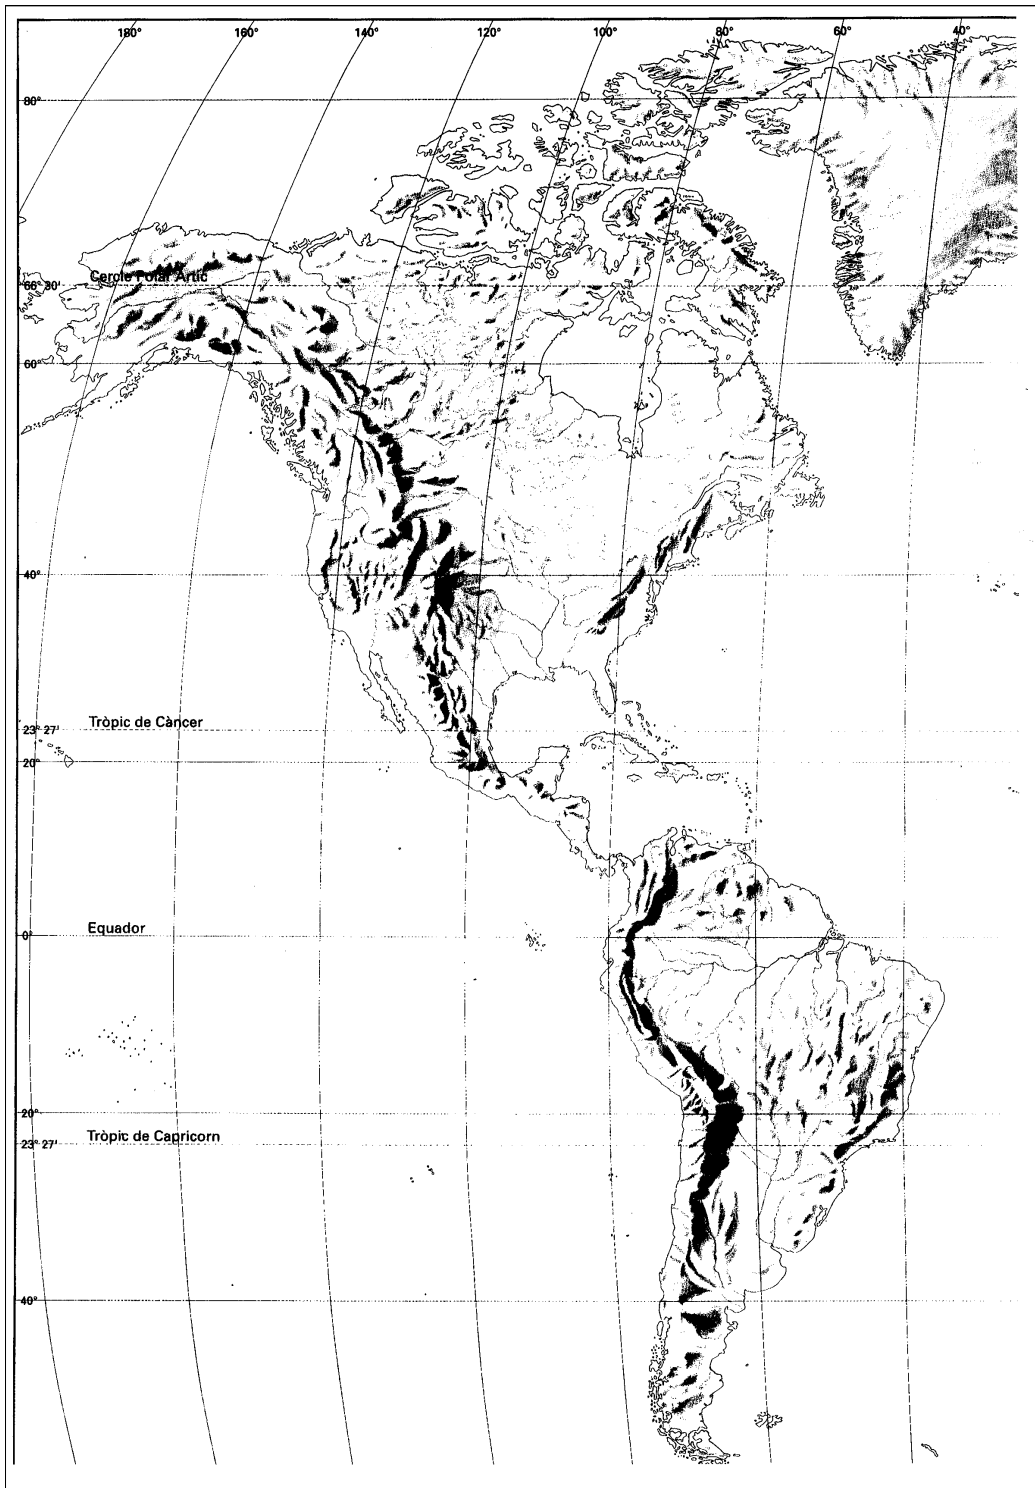 180° 160° 140° 120° 100° 80° 60° 40°
80°
Cercle Polar Àrtic
66° 30'
60°
40°
Tròpic de Càncer
23° 27'
20°
Equador
0°
20°
Tròpic de Capricorn
23° 27'
40°